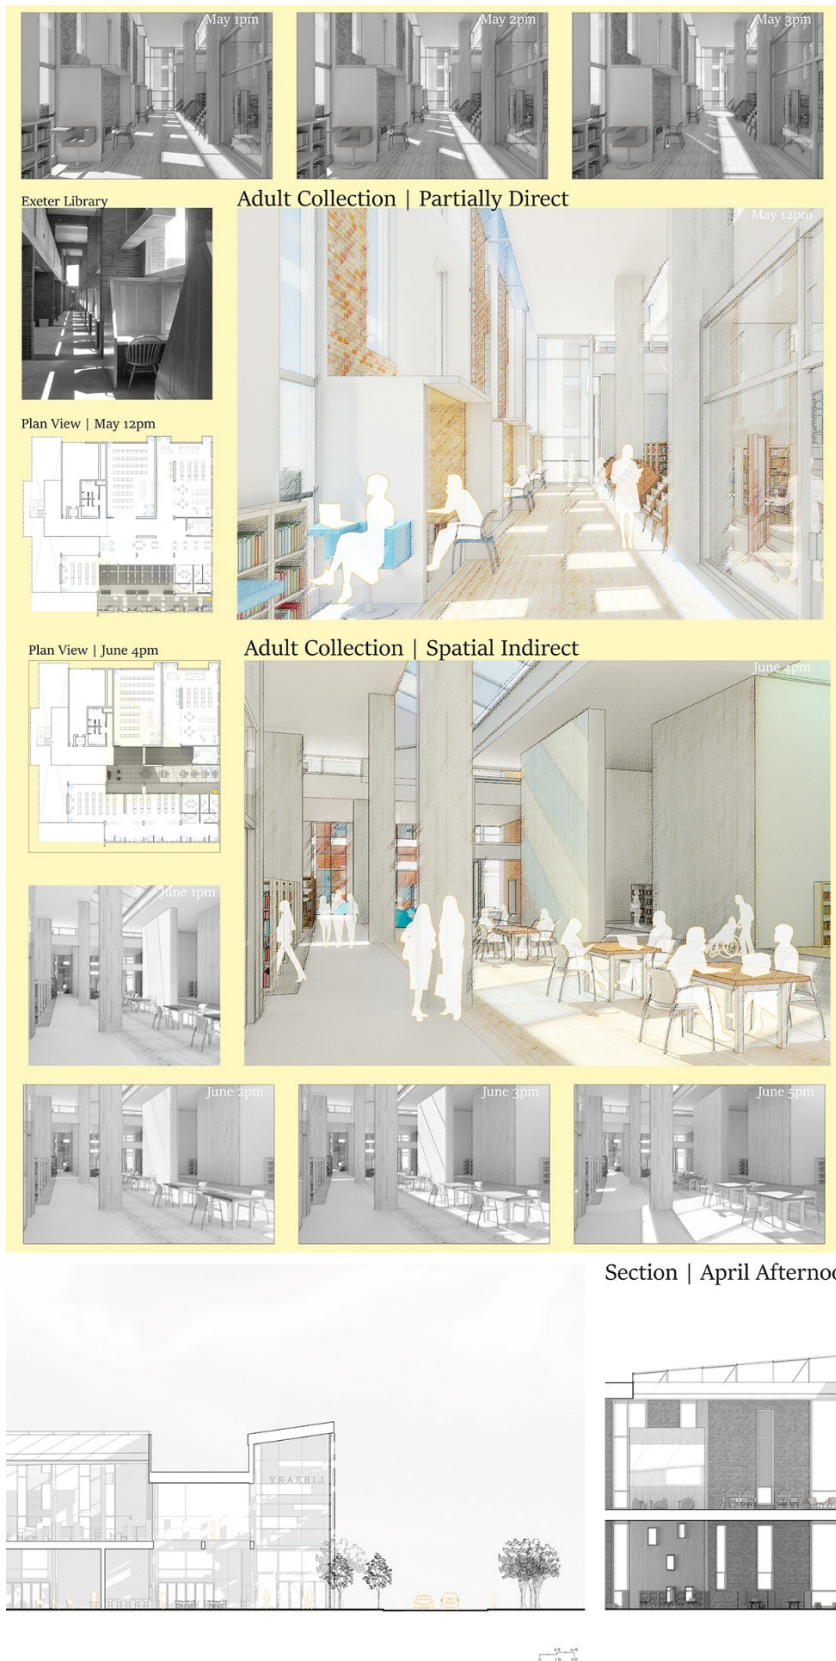 May 1pm
May 2pm
May 3pm
Exeter Library
Adult Collection | Partially Direct
May 12pm
Plan View | May 12pm
Plan View | June 4pm
Adult Collection | Spatial Indirect
June 4pm
June 1pm
June 2pm
June 3pm
June 5pm
Section | April Afternoo
LIBRARY